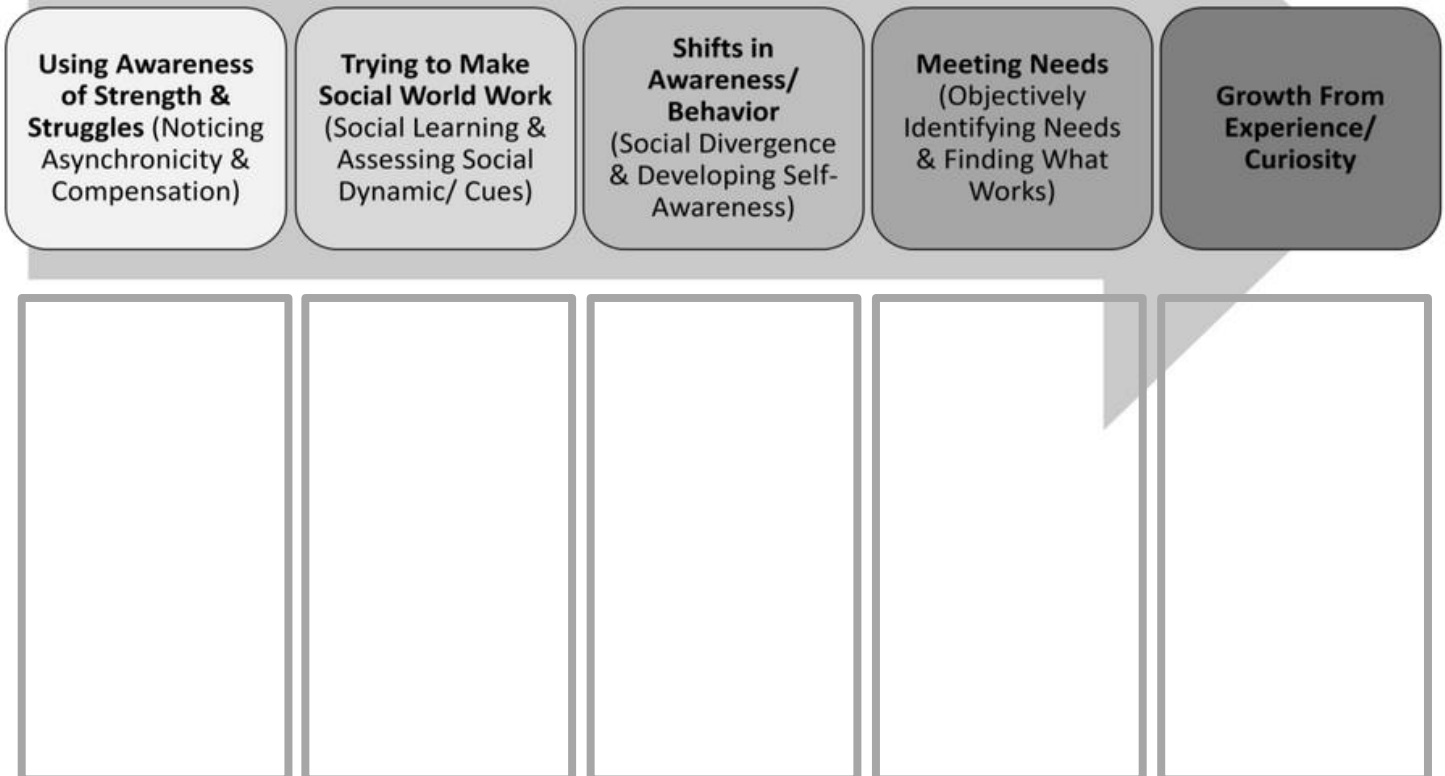 Using Awareness
of Strength &
Struggles (Noticing
Asynchronicity &
Compensation)
Trying to Make
Social World Work
(Social Learning &
Assessing Social
Dynamic/ Cues)
Shifts in
Awareness/
Behavior
(Social Divergence
& Developing Self-
Awareness)
Meeting Needs
(Objectively
Identifying Needs
& Finding What
Works)
Growth From
Experience/
Curiosity